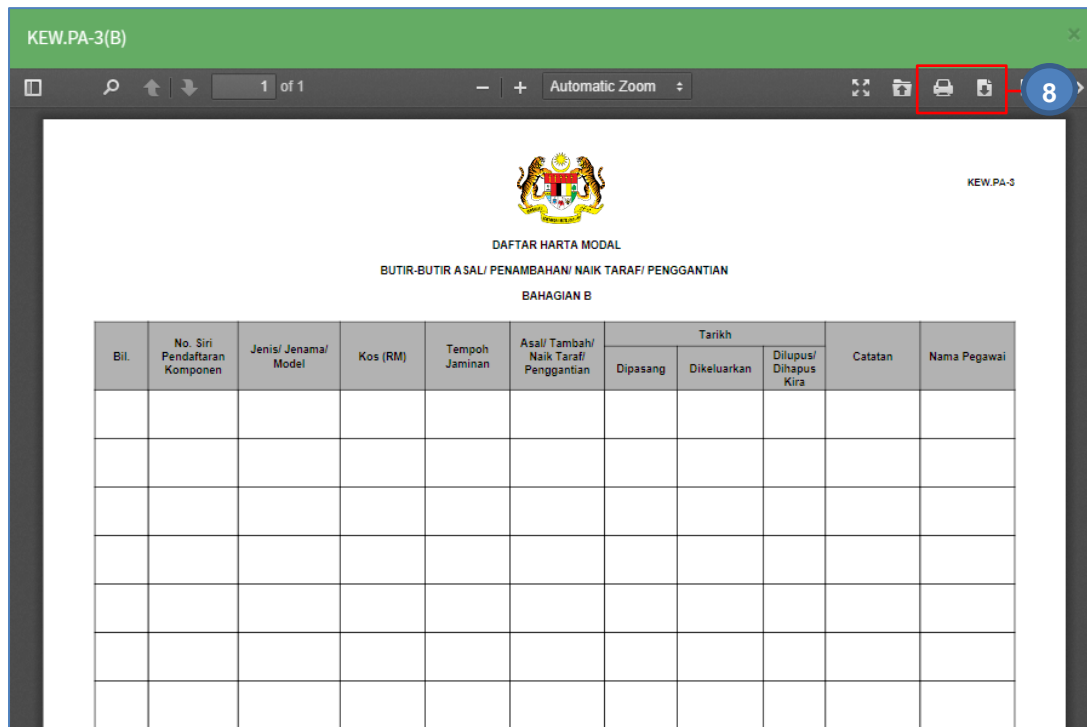 KEW.PA-3(B)
×
1 of 1
− + Automatic Zoom
8
KEW.PA-3
DAFTAR HARTA MODAL
BUTIR-BUTIR ASAL/ PENAMBAHAN/ NAIK TARAF/ PENGGANTIAN
BAHAGIAN B
Bil.
No. Siri
Pendaftaran
Komponen
Jenis/ Jenama/
Model
Kos (RM)
Tempoh
Jaminan
Asal/ Tambah/
Naik Taraf/
Penggantian
Tarikh
Dipasang
Dikeluarkan
Dilupus/
Dihapus
Kira
Catatan
Nama Pegawai